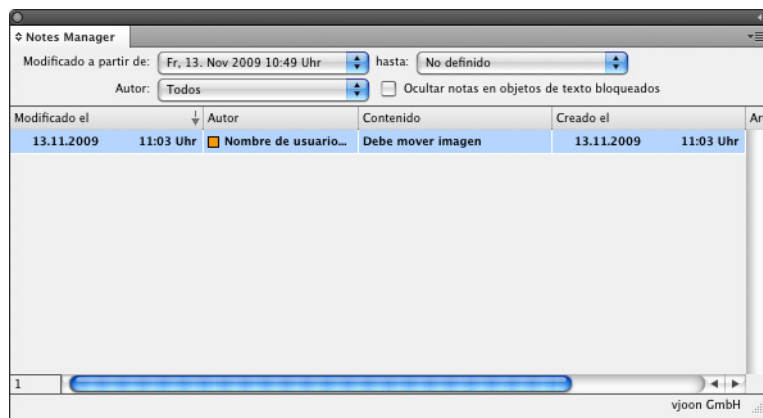 Notes Manager
Modificado a partir de: Fr, 13. Nov 2009 10:49 Uhr hasta: No definido
Autor: Todos Ocultar notas en objetos de texto bloqueados
Modificado el Autor Contenido Creado el Ar
13.11.2009 11:03 Uhr Nombre de usuario... Debe mover imagen 13.11.2009 11:03 Uhr
1
vjoon GmbH